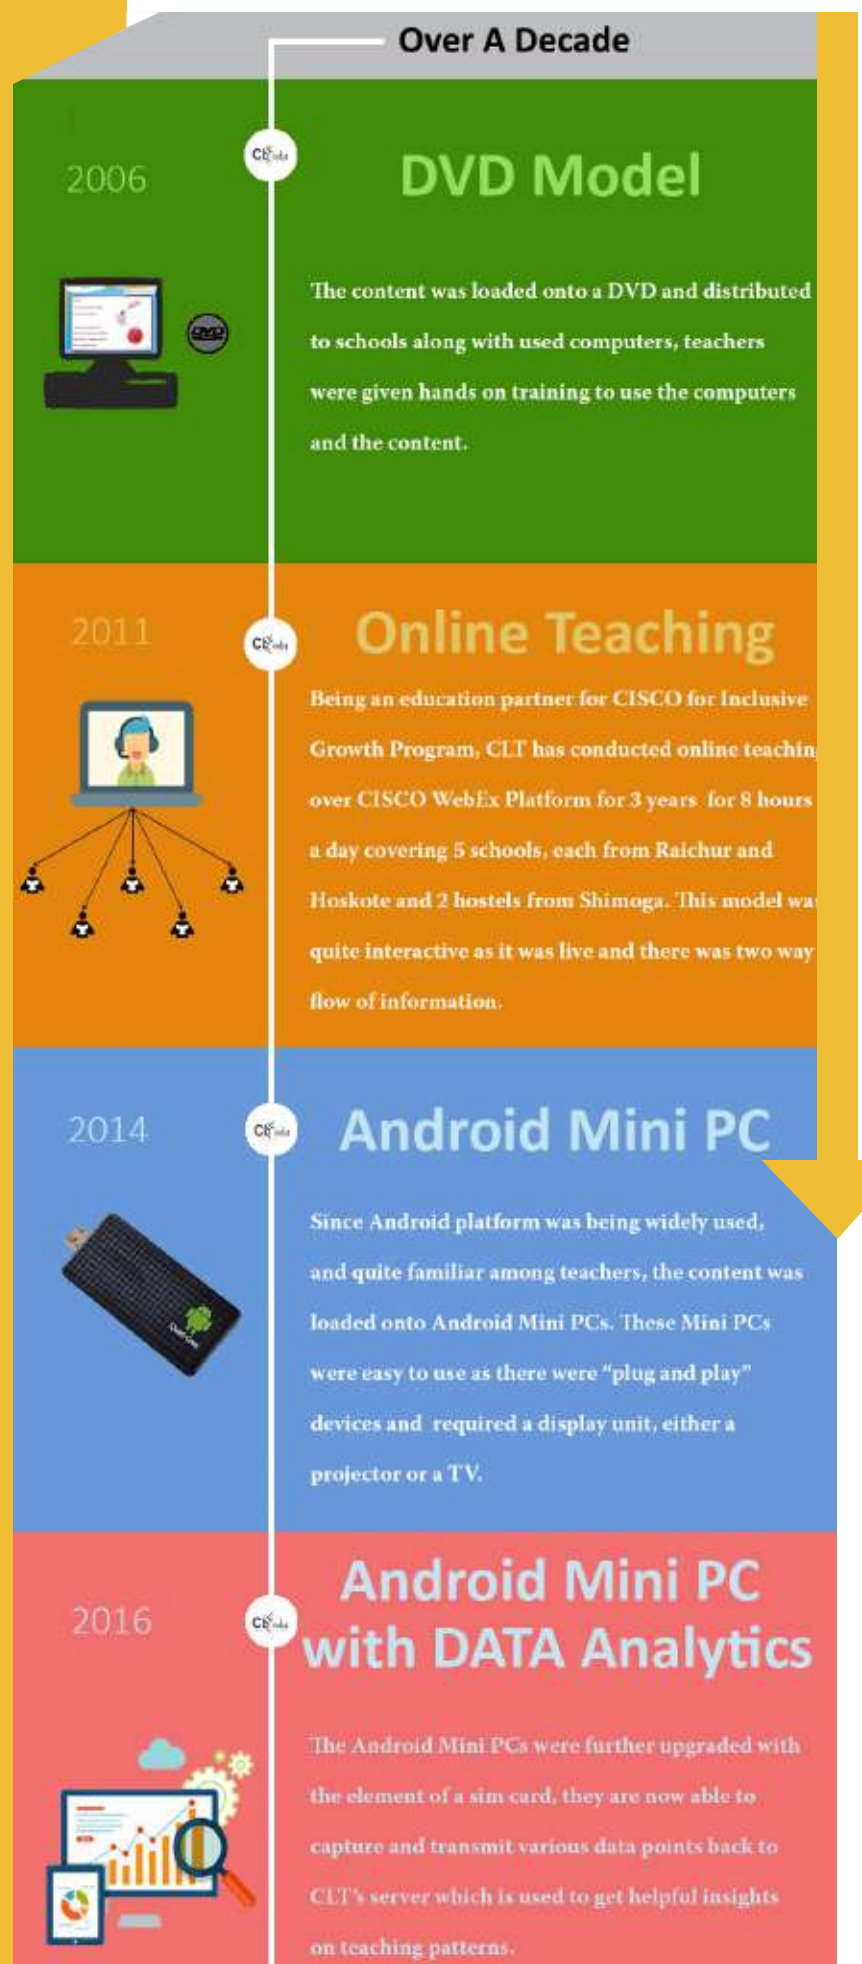 Over A Decade
2006
DVD Model
The content was loaded onto a DVD and distributed
to schools along with used computers, teachers
were given hands on training to use the computers
and the content.
DVD
2011
Online Teaching
Being an education partner for CISCO for Inclusive
Growth Program, CLT has conducted online teachin
over CISCO WebEx Platform for 3 years for 8 hours
a day covering 5 schools, each from Raichur and
Hoskote and 2 hostels from Shimoga. This model wa
quite interactive as it was live and there was two way
flow of information.
2014
Android Mini PC
Since Android platform was being widely used,
and quite familiar among teachers, the content was
loaded onto Android Mini PCs. These Mini PCs
were easy to use as there were “plug and play”
devices and required a display unit, either a
projector or a TV.
2016
Android Mini PC
with DATA Analytics
The Android Mini PCs were further upgraded with
the element of a sim card, they are now able to
capture and transmit various data points back to
CLT's server which is used to get helpful insights
on teaching patterns.